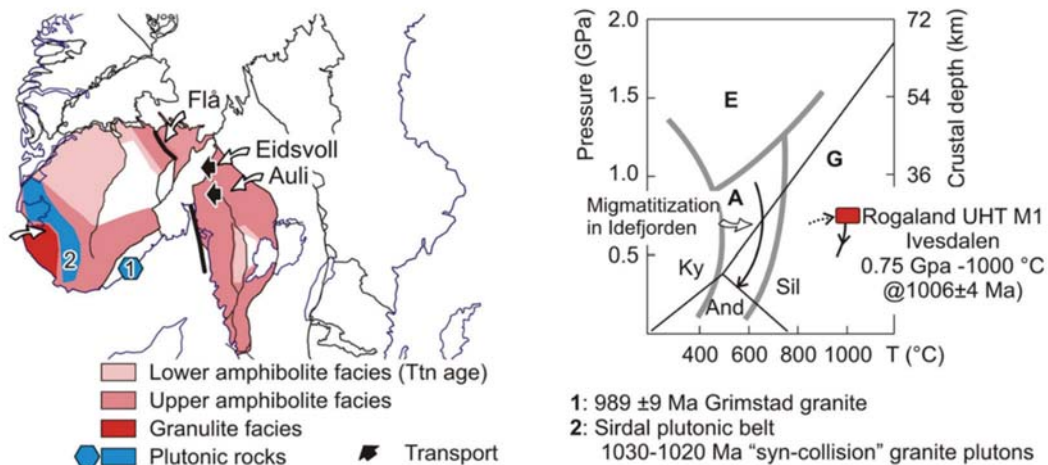 Flå
Eidsvoll
Auli
2
1
Lower amphibolite facies (Ttn age)
Upper amphibolite facies
Granulite facies
Plutonic rocks
Transport
Pressure (GPa)
2.0
1.5
1.0
0.5
72
54
36
Crustal depth (km)
E
G
A
Migmatitization
in Idefjorden
Ky
And
Sil
Rogaland UHT M1
Ivesdalen
0.75 Gpa -1000 °C
@1006±4 Ma)
400 600 800 1000 T (°C)
1: 989 ±9 Ma Grimstad granite
2: Sirdal plutonic belt
1030-1020 Ma “syn-collision” granite plutons